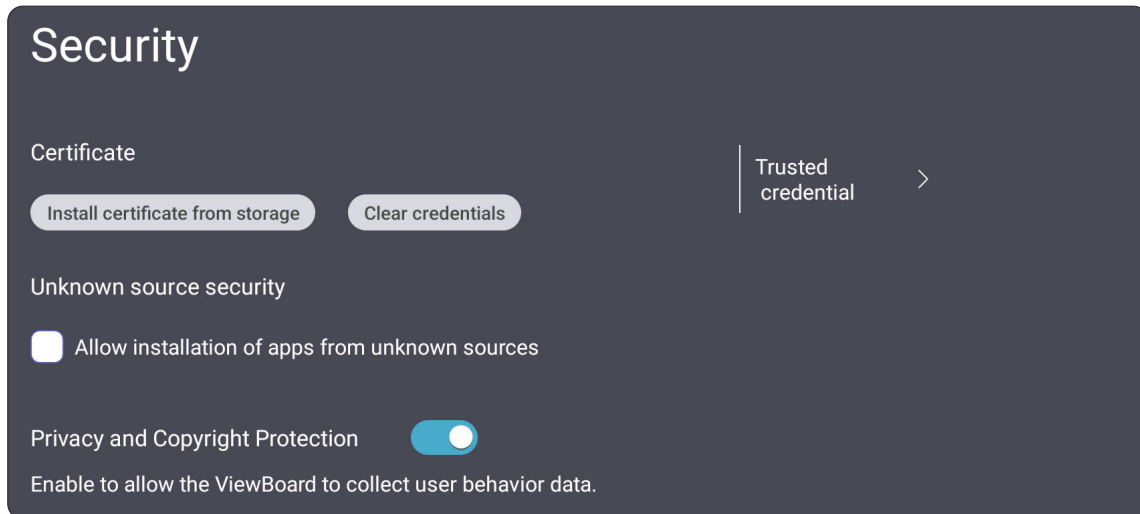 Security
Certificate
Trusted
credential
Install certificate from storage
Clear credentials
Unknown source security
Allow installation of apps from unknown sources
Privacy and Copyright Protection
Enable to allow the ViewBoard to collect user behavior data.